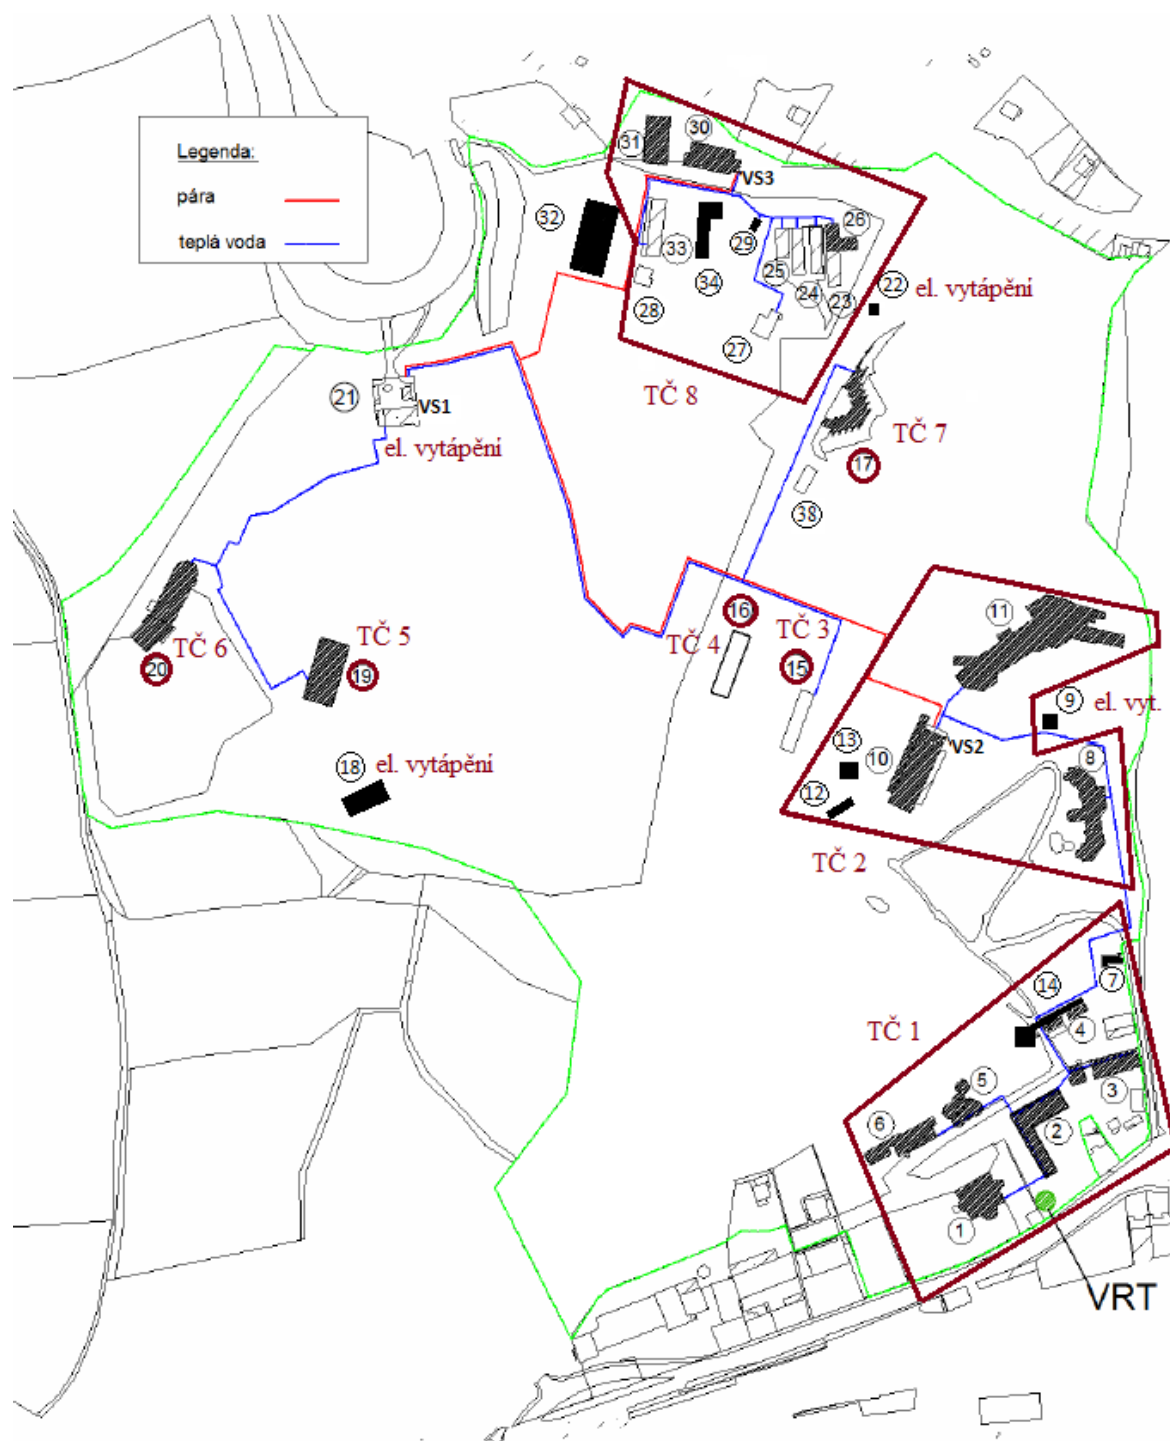 Legenda:
pára
teplá voda
31
30
VS3
32
33
34
29
26
25
24
23
22
el. vytápění
28
27
21
VS1
el. vytápění
TČ 8
TČ 7
17
38
16
TČ 4
TČ 3
15
11
9
el. vyt.
TČ 6
20
TČ 5
19
18
el. vytápění
13
10
VS2
8
12
TČ 2
7
14
4
TČ 1
5
3
6
2
1
VRT